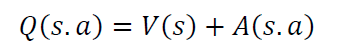 Q(s.a) = V(s) + A(s.a)